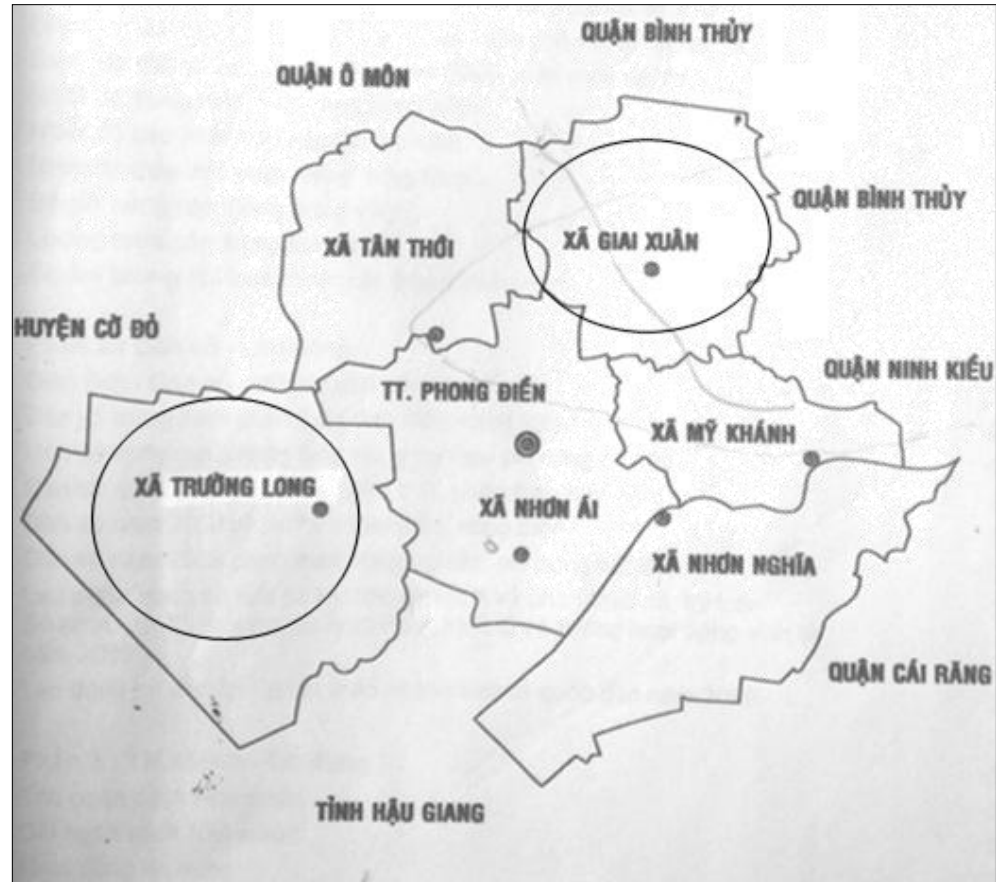 QUẬN BÌNH THỦY
QUẬN Ô MÔN
QUẬN BÌNH THỦY
XÃ TÂN THỚI
XÃ GIAI XUÂN
HUYỆN CỜ ĐỎ
QUẬN NINH KIỀU
TT. PHONG ĐIỀN
XÃ MỸ KHÁNH
XÃ TRƯỜNG LONG
XÃ NHƠN ÁI
XÃ NHƠN NGHĨA
QUẬN CÁI RĂNG
TỈNH HẬU GIANG